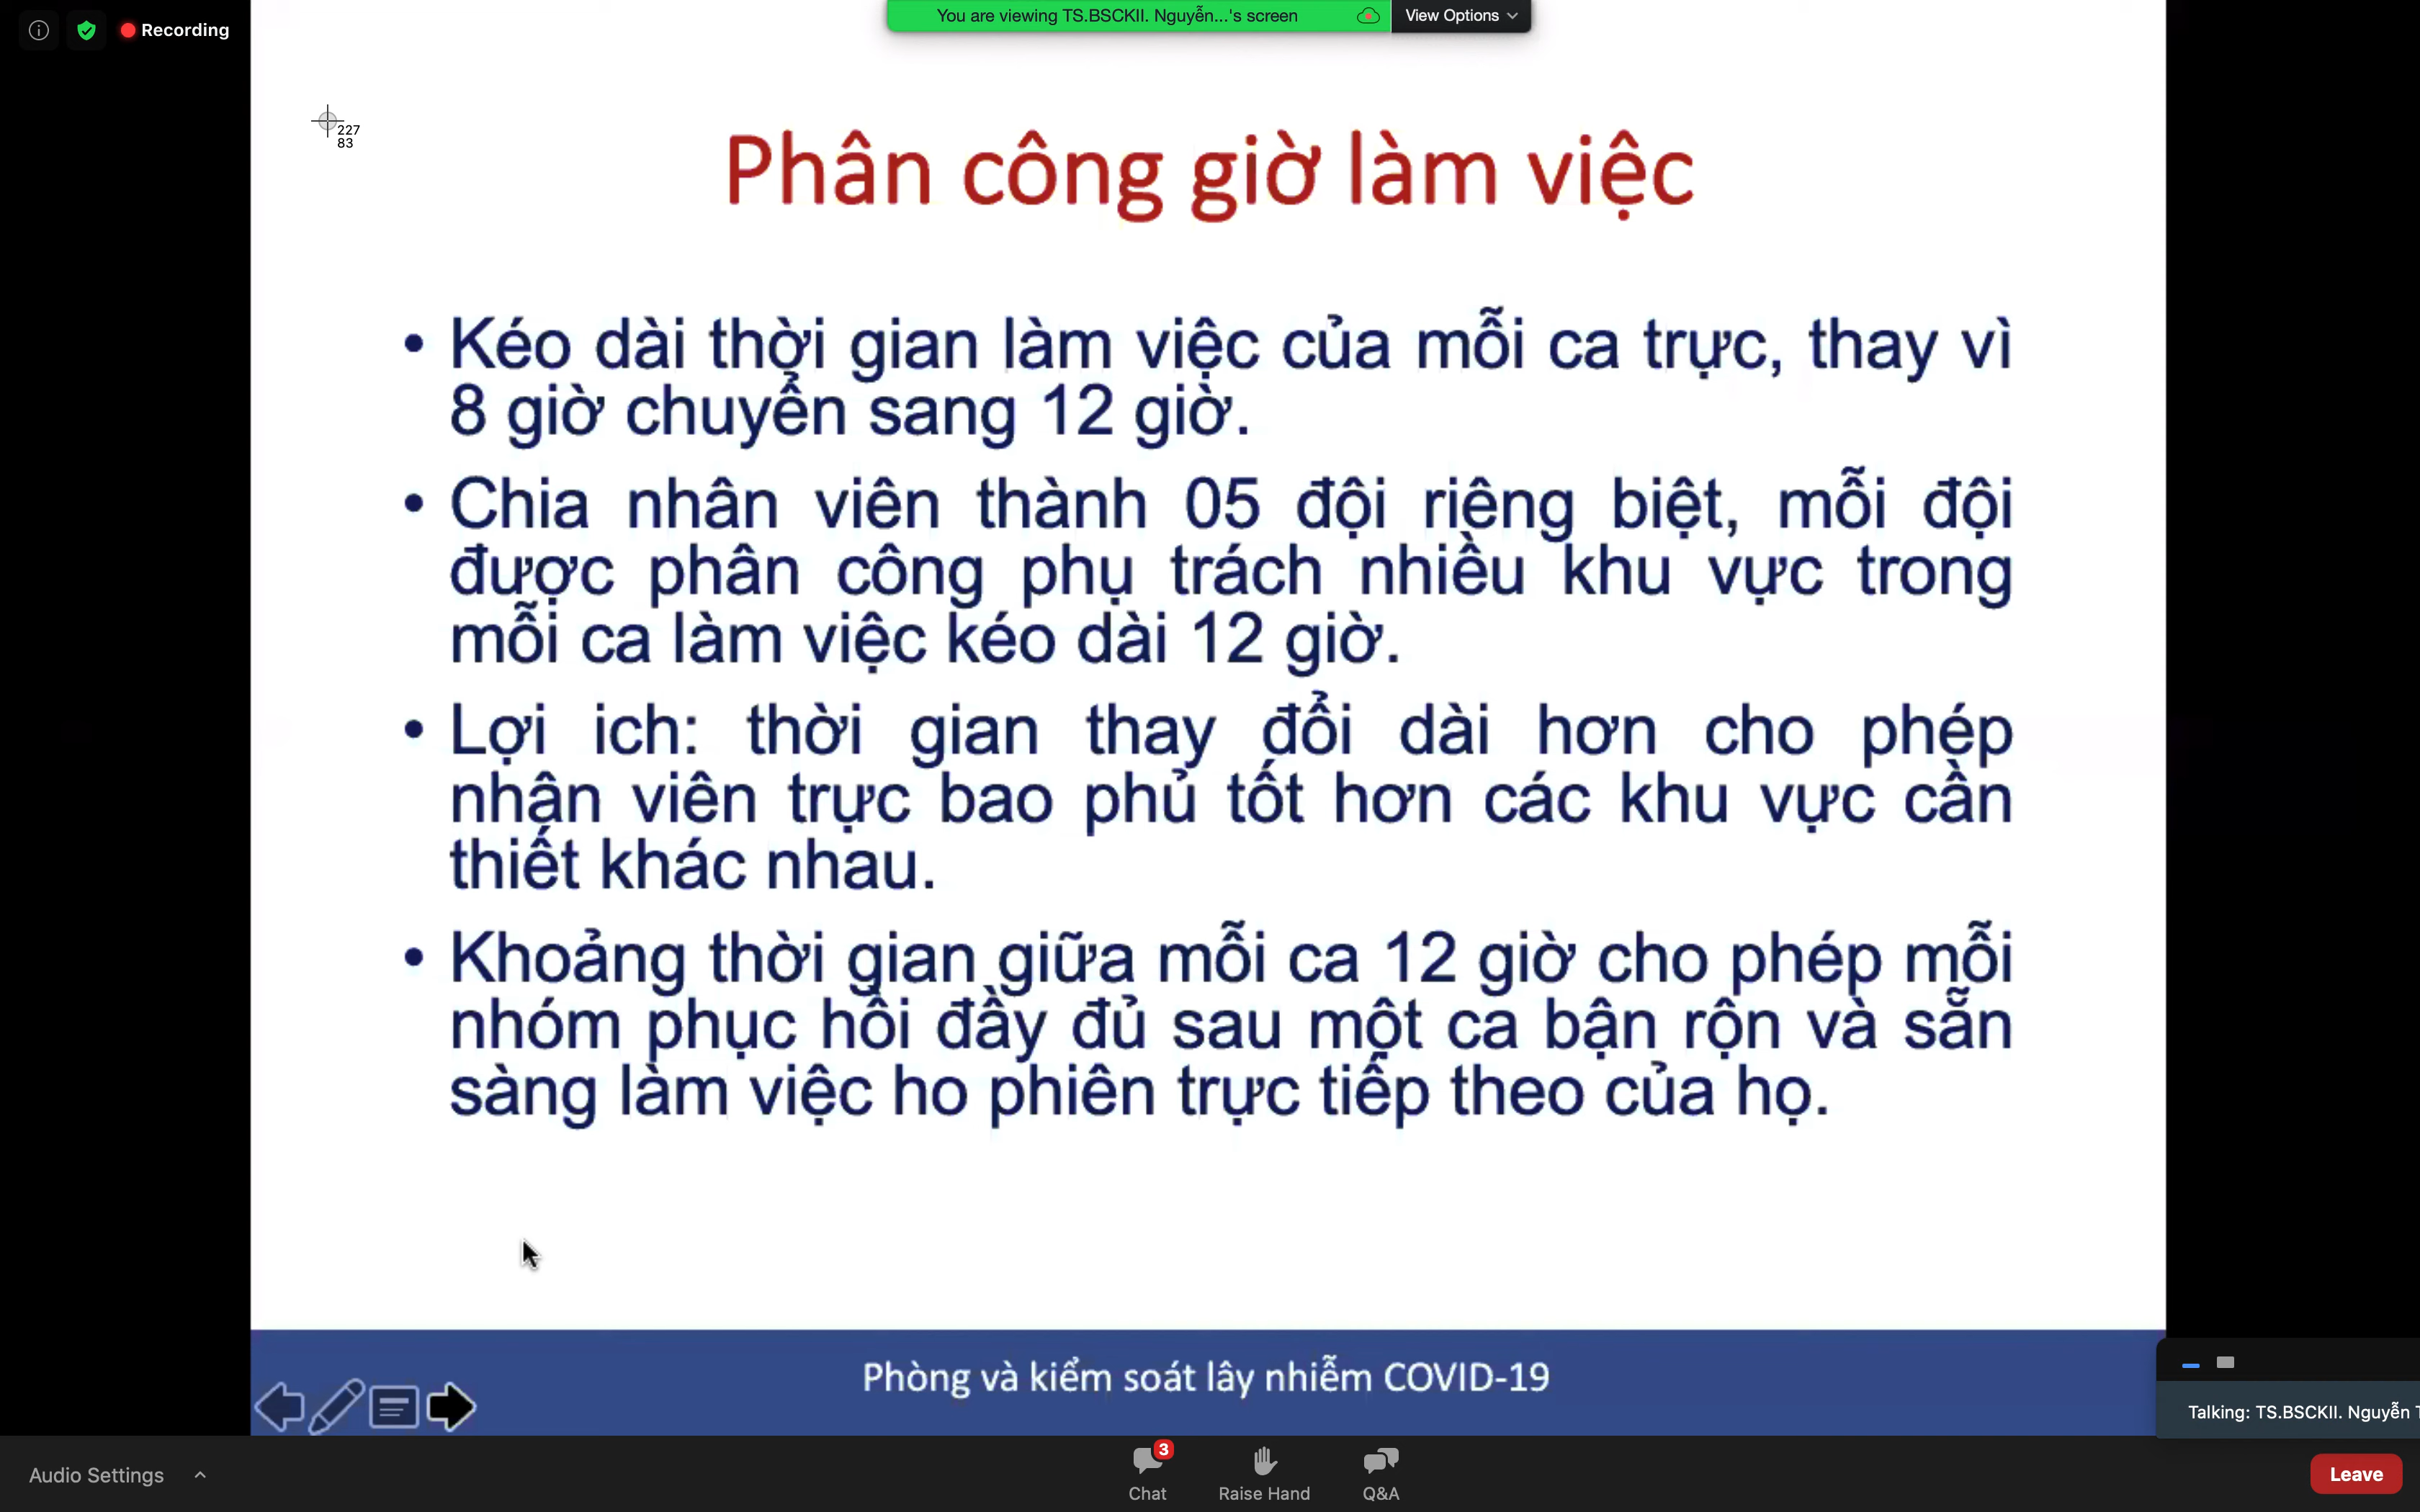 Recording
You are viewing TS.BSCKII. Nguyễn...'s screen
View Options
227
83
Phân công giờ làm việc
• Kéo dài thời gian làm việc của mỗi ca trực, thay vì
8 giờ chuyển sang 12 giờ.
• Chia nhân viên thành 05 đội riêng biệt, mỗi đội
được phân công phụ trách nhiều khu vực trong
mỗi ca làm việc kéo dài 12 giờ.
• Lợi ich: thời gian thay đổi dài hơn cho phép
nhận viên trực bao phủ tốt hơn các khu vực cần
thiết khác nhau.
• Khoảng thời gian giữa mỗi ca 12 giờ cho phép mỗi
nhóm phục hồi đầy đủ sau một ca bận rộn và sẵn
sàng làm việc ho phiên trực tiếp theo của họ.
Phòng và kiểm soát lây nhiễm COVID-19
Talking: TS.BSCKII. Nguyễn T
Audio Settings
3
Chat
Raise Hand
Q&A
Leave